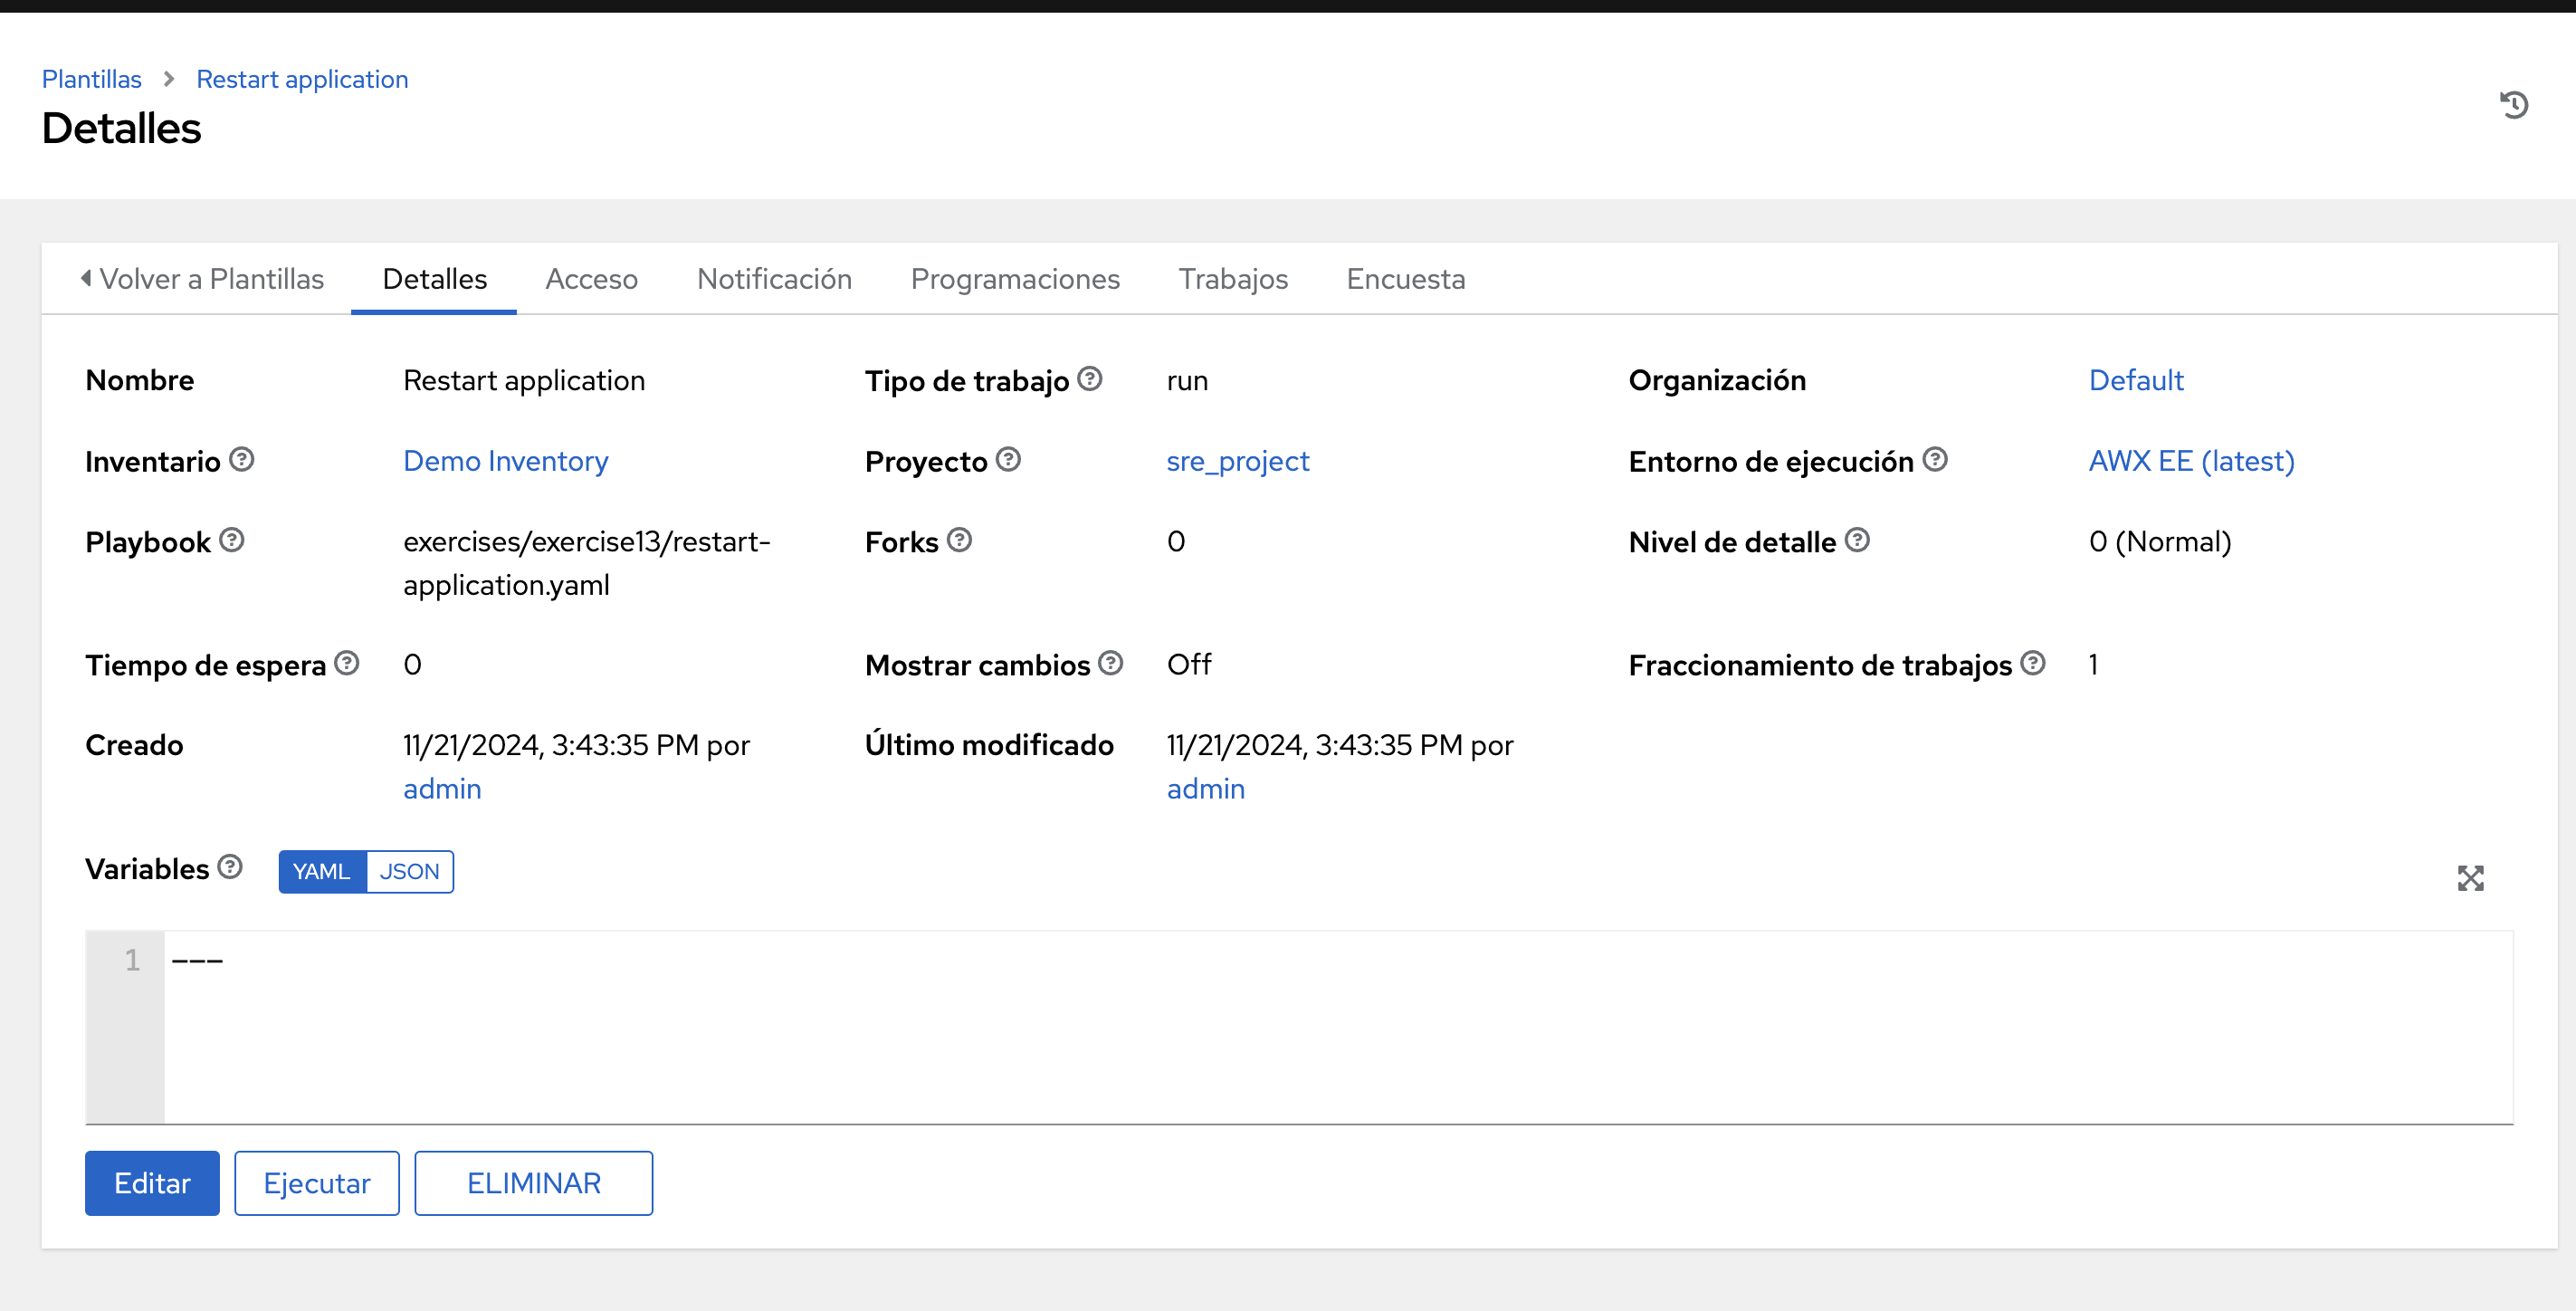 Plantillas > Restart application
Detalles
Volver a Plantillas Detalles Acceso Notificación Programaciones Trabajos Encuesta
Nombre Restart application Tipo de trabajo run Organización Default
Inventario Demo Inventory Proyecto sre_project Entorno de ejecución AWX EE (latest)
Playbook exercises/exercise13/restart-
application.yaml
Forks 0 Nivel de detalle 0 (Normal)
Tiempo de espera 0 Mostrar cambios Off Fraccionamiento de trabajos 1
Creado 11/21/2024, 3:43:35 PM por
admin
Último modificado 11/21/2024, 3:43:35 PM por
admin
Variables YAML JSON
1 ---
Editar Ejecutar ELIMINAR